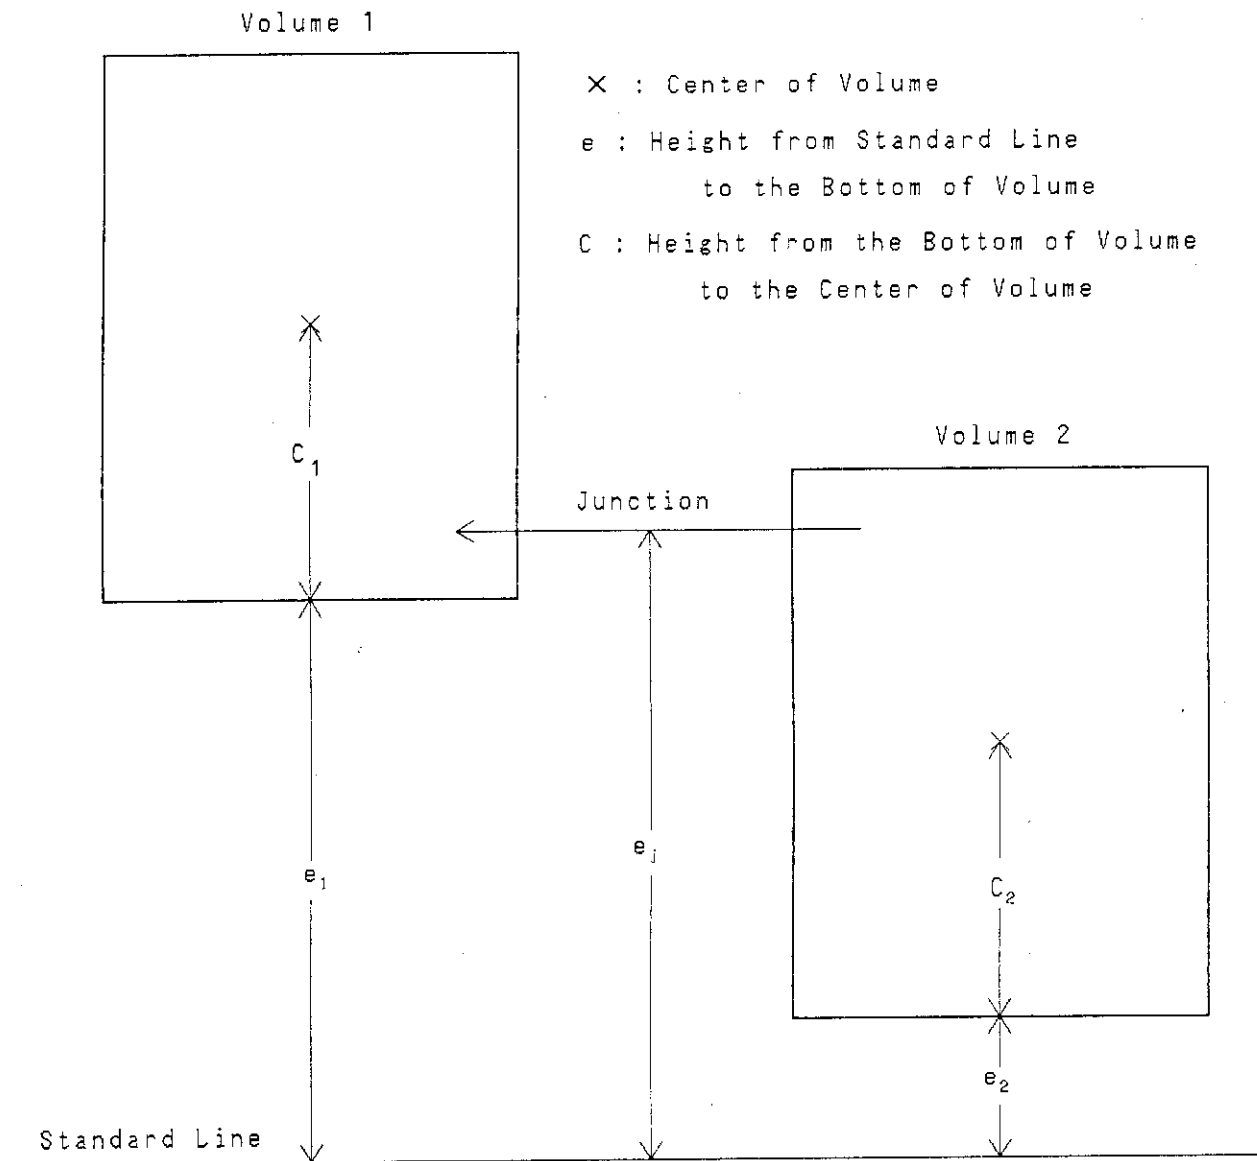 Volume 1
× : Center of Volume
e : Height from Standard Line
to the Bottom of Volume
C : Height from the Bottom of Volume
to the Center of Volume
C₁
Volume 2
Junction
e₁
eⱼ
C₂
e₂
Standard Line